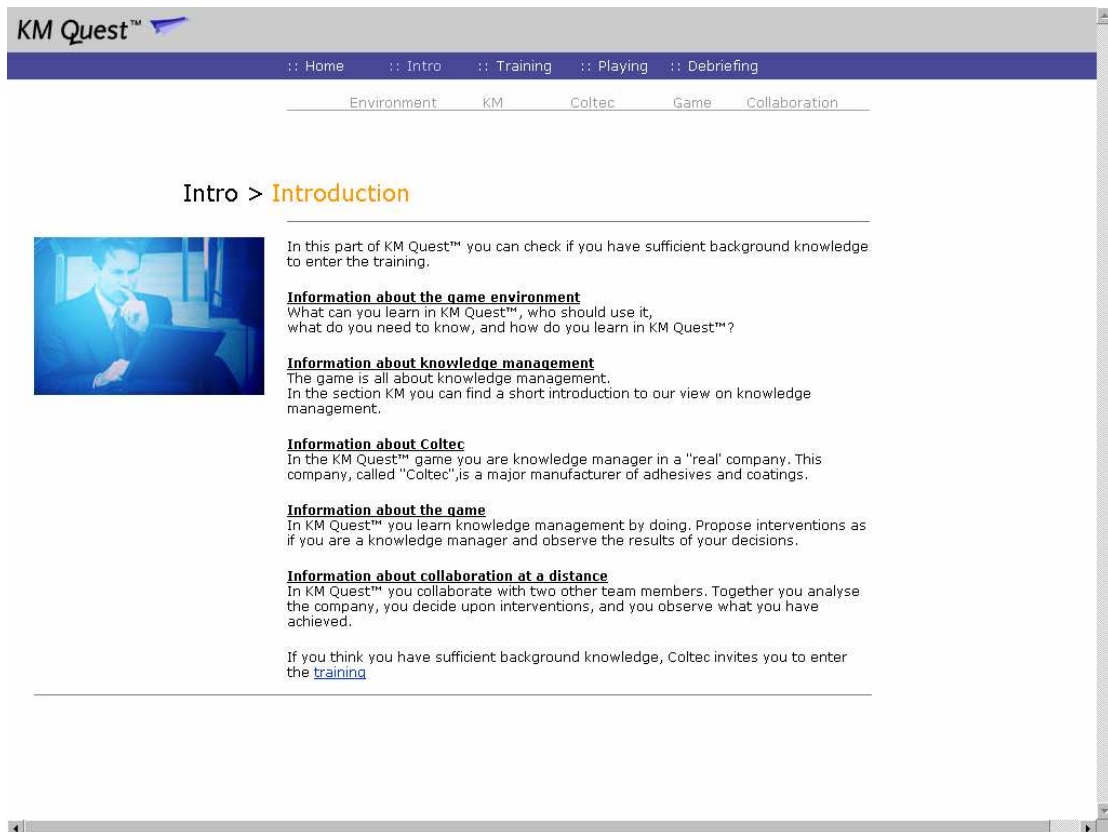 KM Quest™
:: Home :: Intro :: Training :: Playing :: Debriefing
Environment KM Coltec Game Collaboration
Intro > Introduction
In this part of KM Quest™ you can check if you have sufficient background knowledge
to enter the training.
Information about the game environment
What can you learn in KM Quest™, who should use it,
what do you need to know, and how do you learn in KM Quest™?
Information about knowledge management
The game is all about knowledge management.
In the section KM you can find a short introduction to our view on knowledge
management.
Information about Coltec
In the KM Quest™ game you are knowledge manager in a "real' company. This
company, called "Coltec",is a major manufacturer of adhesives and coatings.
Information about the game
In KM Quest™ you learn knowledge management by doing. Propose interventions as
if you are a knowledge manager and observe the results of your decisions.
Information about collaboration at a distance
In KM Quest™ you collaborate with two other team members. Together you analyse
the company, you decide upon interventions, and you observe what you have
achieved.
If you think you have sufficient background knowledge, Coltec invites you to enter
the training